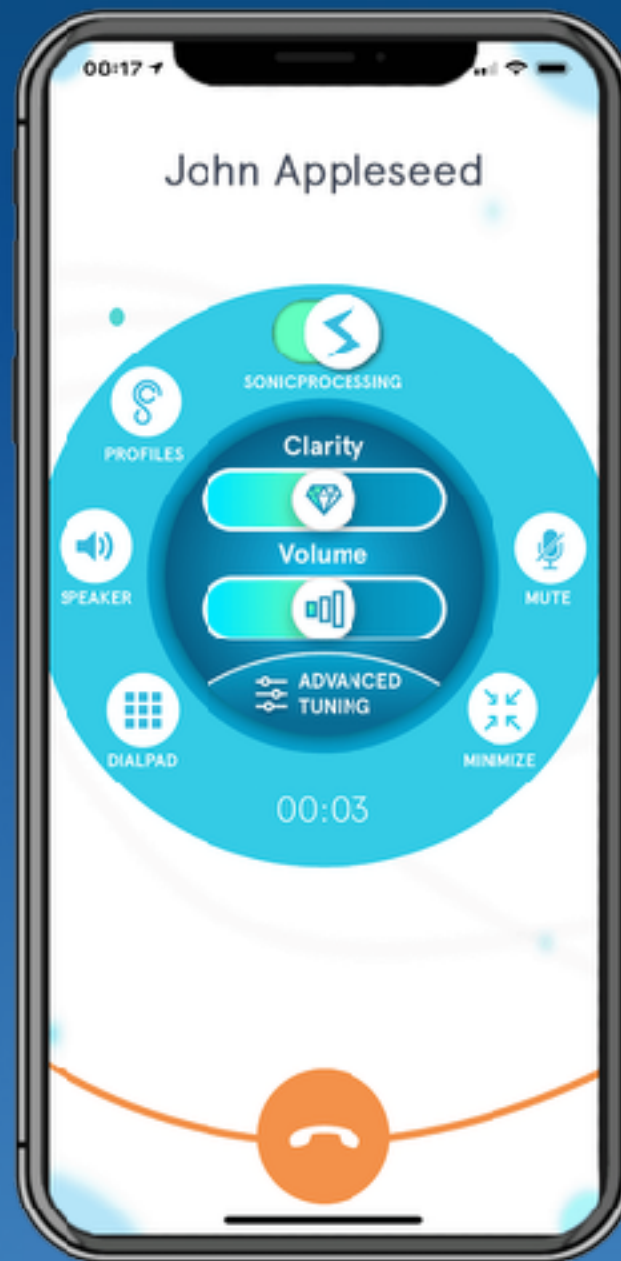 00:17
John Appleseed
SONICPROCESSING
PROFILES
Clarity
SPEAKER
Volume
MUTE
ADVANCED
TUNING
DIALPAD
MINIMIZE
00:03